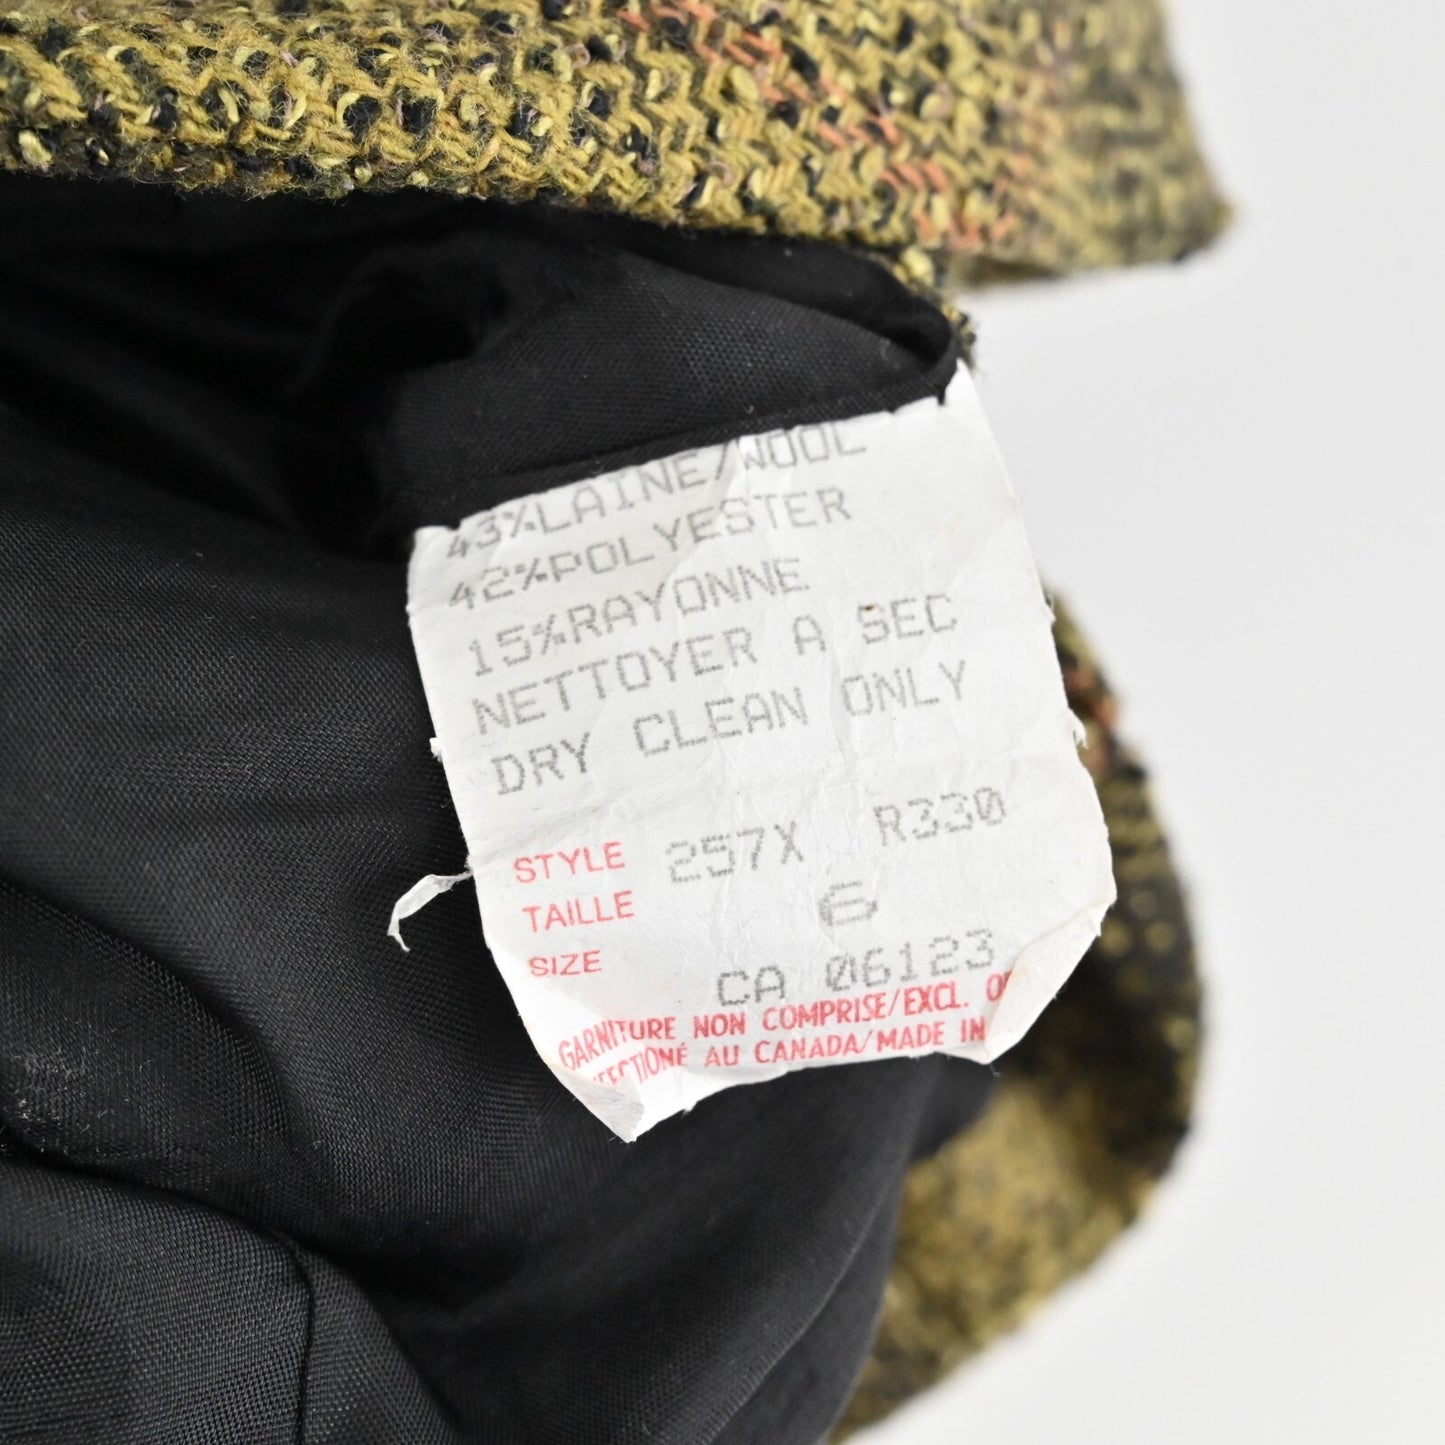 43%LAINE/WOOL
42%POLYESTER
15%RAYONNE
NETTOYER A SEC
DRY CLEAN ONLY
STYLE 257X R330
TAILLE 6
SIZE
CA 06123
GARNITURE NON COMPRISE/EXCL. OF
AU CANADA/MADE IN